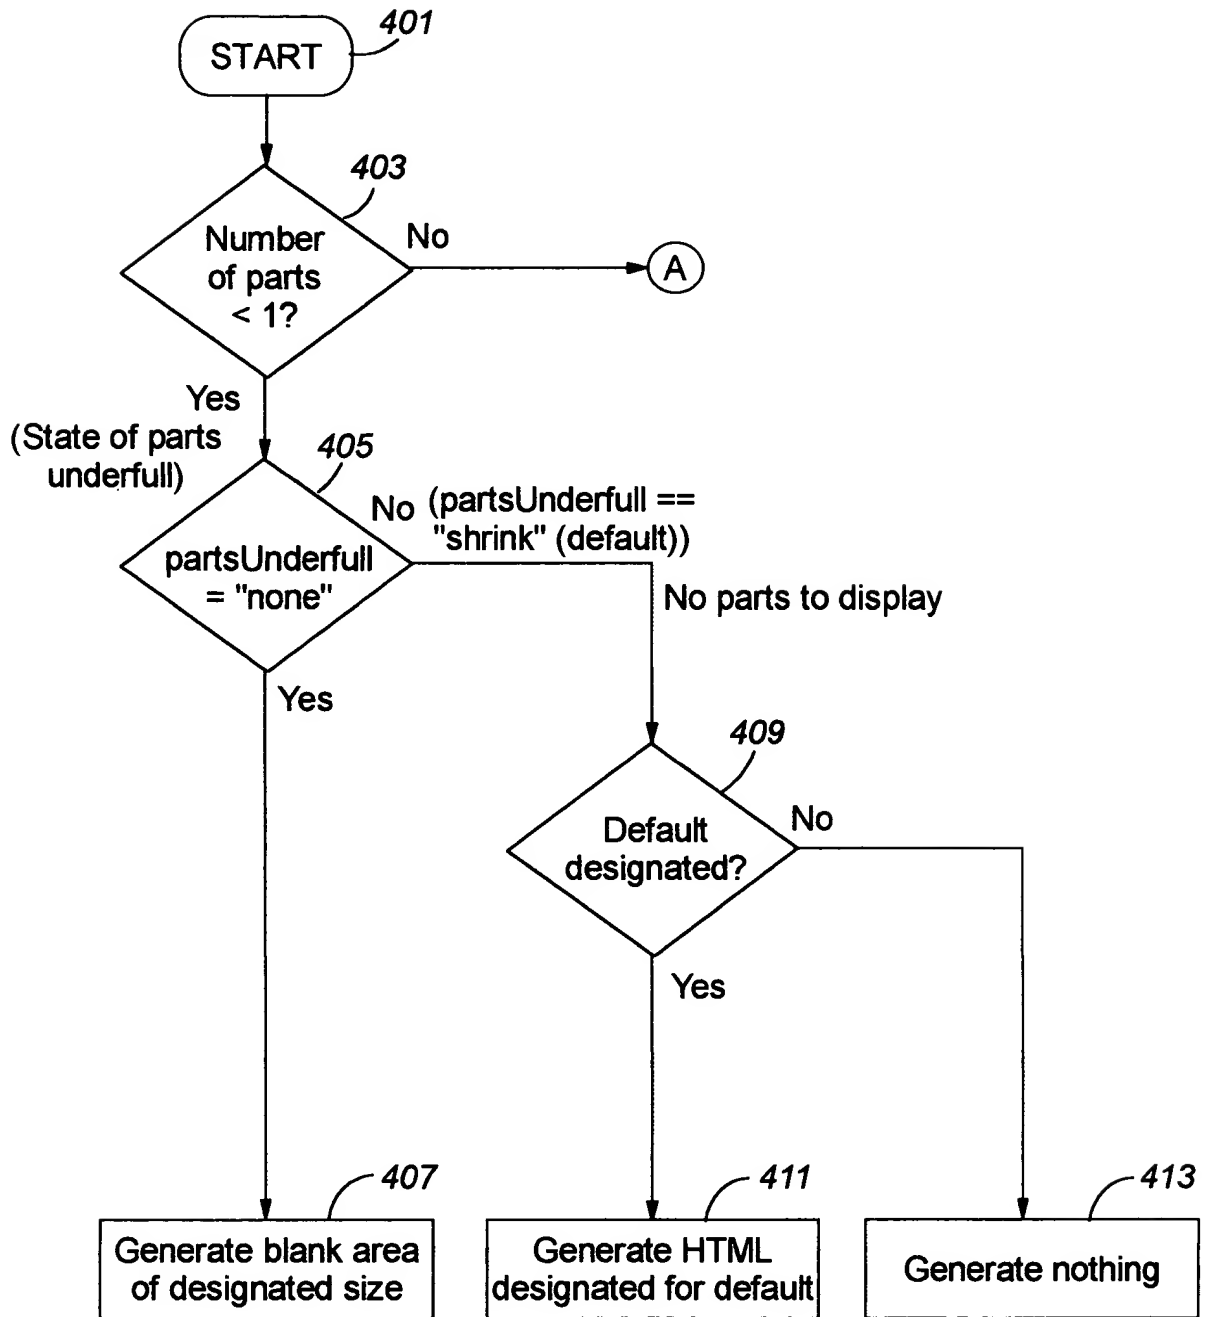 START
401
403
Number
of parts
< 1?
No
A
Yes
(State of parts
underfull)
405
No (partsUnderfull ==
"shrink" (default))
partsUnderfull
= "none"
No parts to display
Yes
409
Default
designated?
No
Yes
407
Generate blank area
of designated size
411
Generate HTML
designated for default
413
Generate nothing